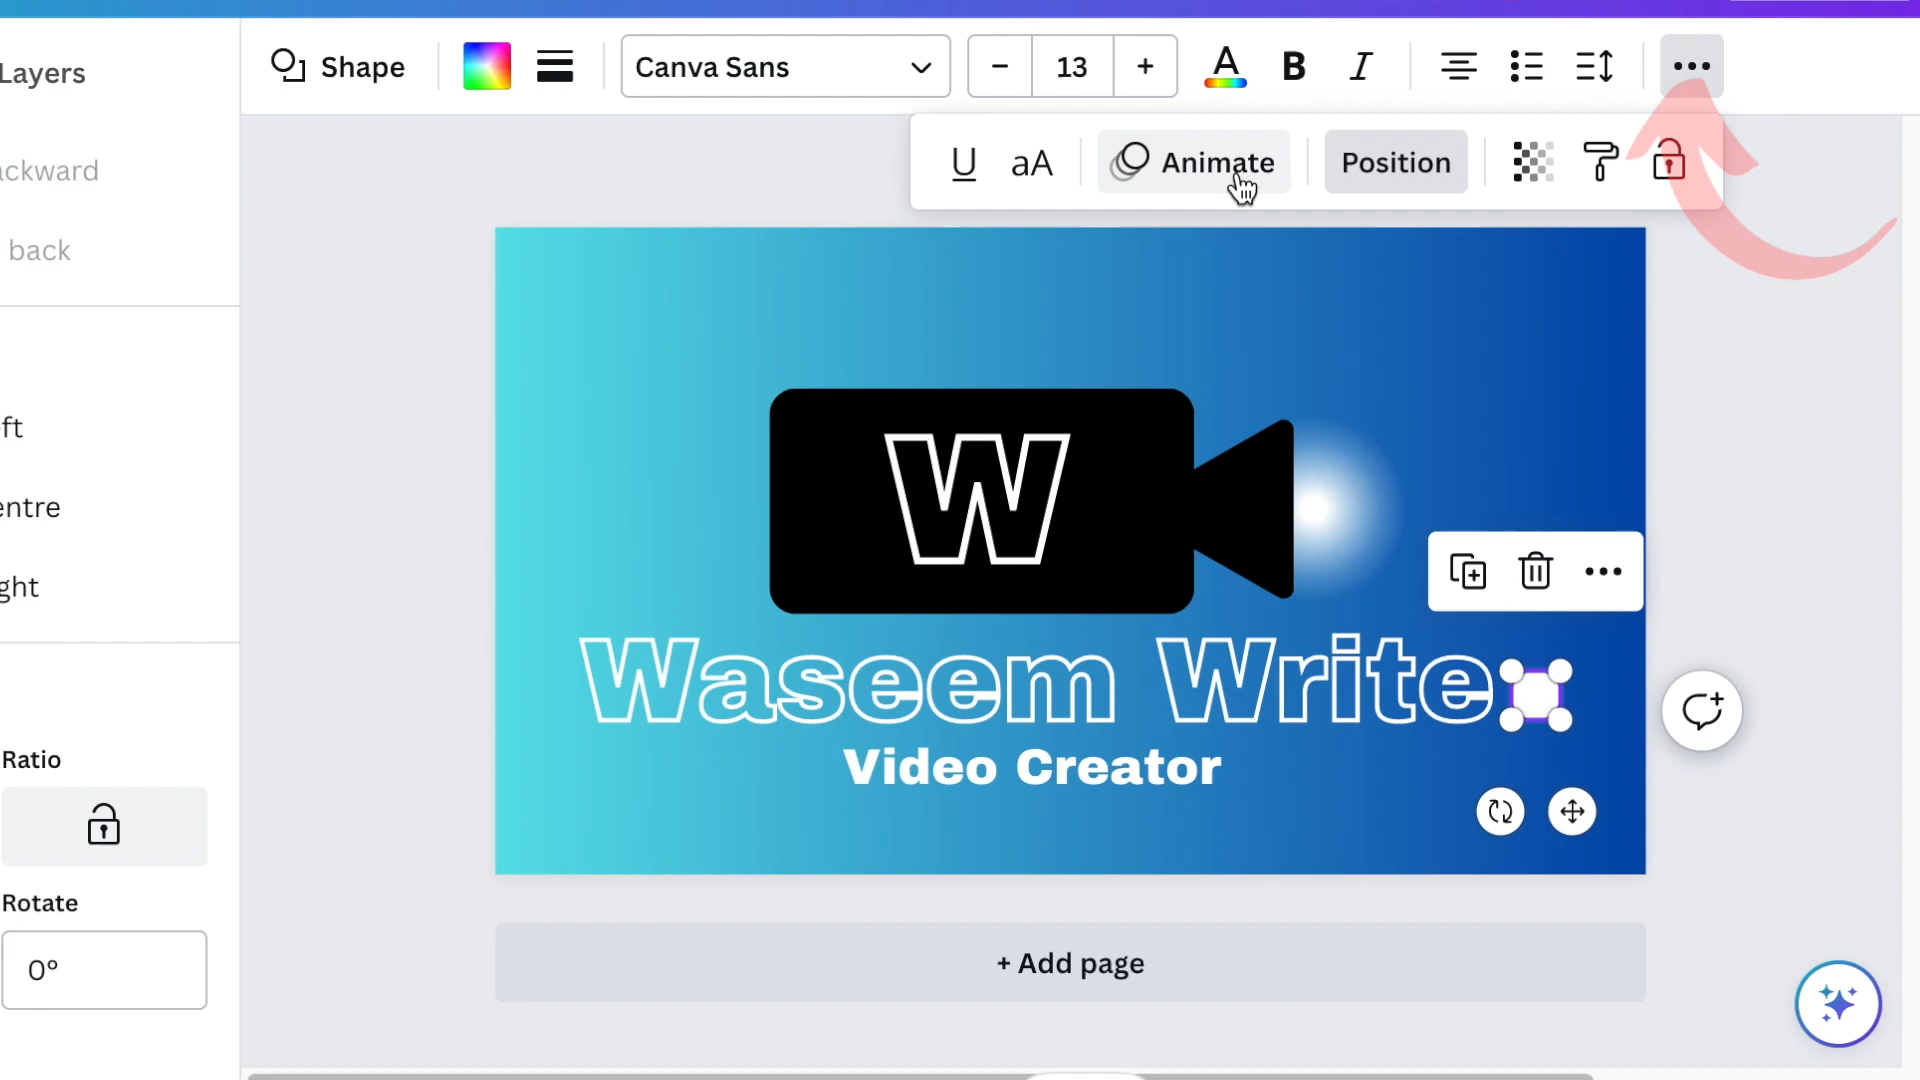 Layers
Shape
Canva Sans
13
A
B
I
ackward
U
aA
Animate
Position
back
ft
entre
ght
W
Waseem Write
Video Creator
Ratio
Rotate
0°
+ Add page